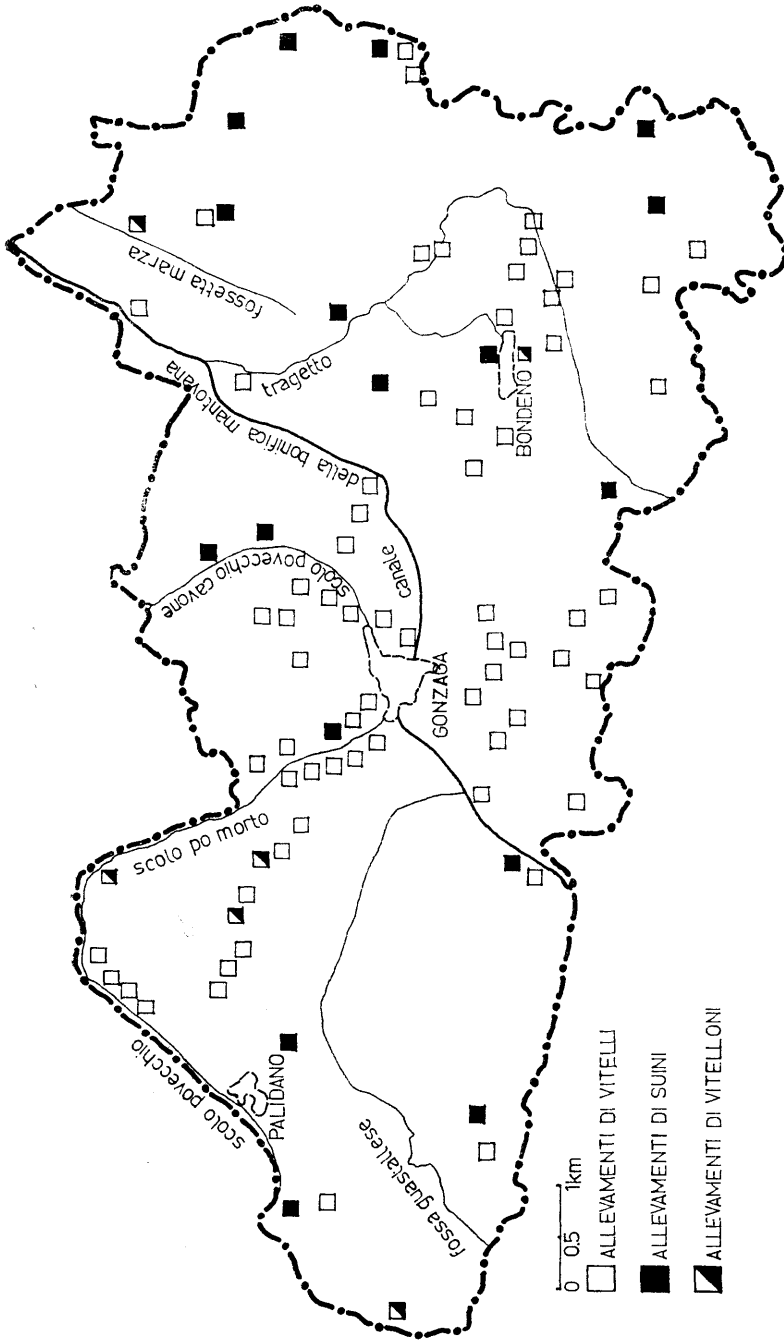 scolo povecchio
PALIDANO
scolo po morto
fossa guastallese
GONZAGA
scolo povecchio cavone
canale
della bonifica mantovana
tragetto
fossetta marza
BONDENO
0 0.5 1km
ALLEVAMENTI DI VITELLI
ALLEVAMENTI DI SUINI
ALLEVAMENTI DI VITELLONI